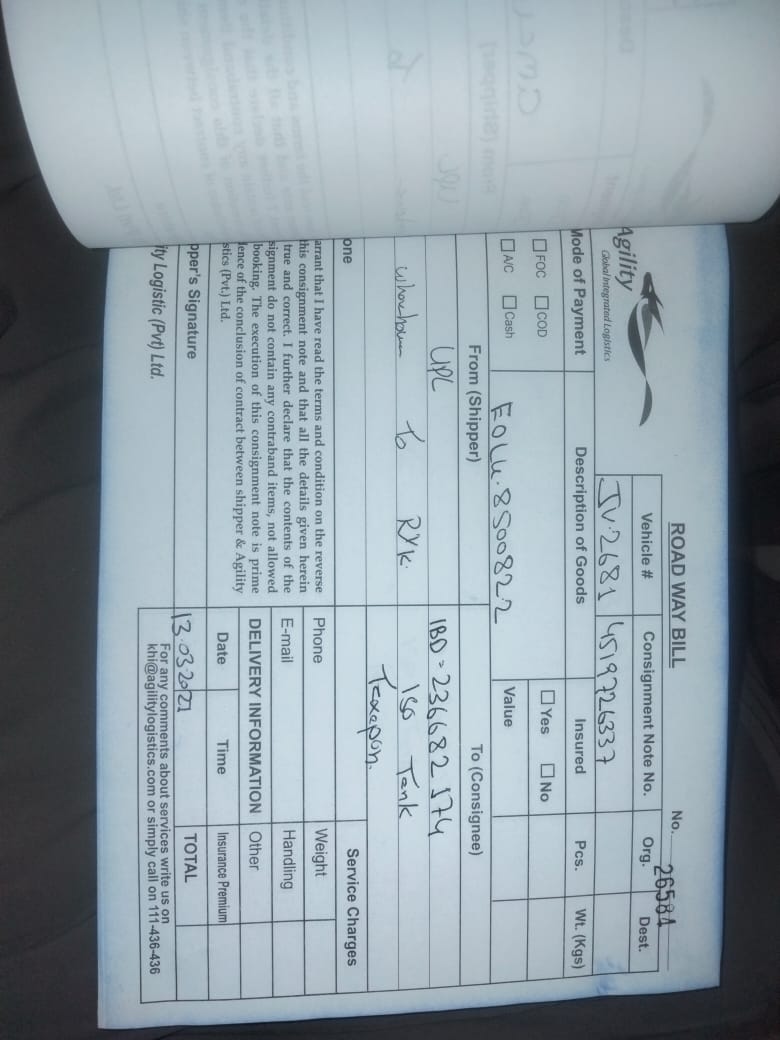 ROAD WAY BILL
No. 26584
Agility
Global Integrated Logistics
Vehicle # Consignment Note No. Org. Dest.
JV-2681 4519726337
Mode of Payment Description of Goods Insured Pcs. Wt. (Kgs)
FOC COD Yes No
A/C Cash EOLU-8500822 Value
From (Shipper) To (Consignee)
UPL IBD - 236682574
To RYK ISO Tank
Texapon.
one Service Charges
arrant that I have read the terms and condition on the reverse
this consignment note and that all the details given herein
true and correct. I further declare that the contents of the
signment do not contain any contraband items, not allowed
booking. The execution of this consignment note is prime
lence of the conclusion of contract between shipper & Agility
stics (Pvt.) Ltd.
Phone Weight
E-mail Handling
DELIVERY INFORMATION Other
Date Time Insurance Premium
pper's Signature 13.03.2021 TOTAL
ity Logistic (Pvt) Ltd.
For any comments about services write us on
khi@agilitylogistics.com or simply call on 111-436-436